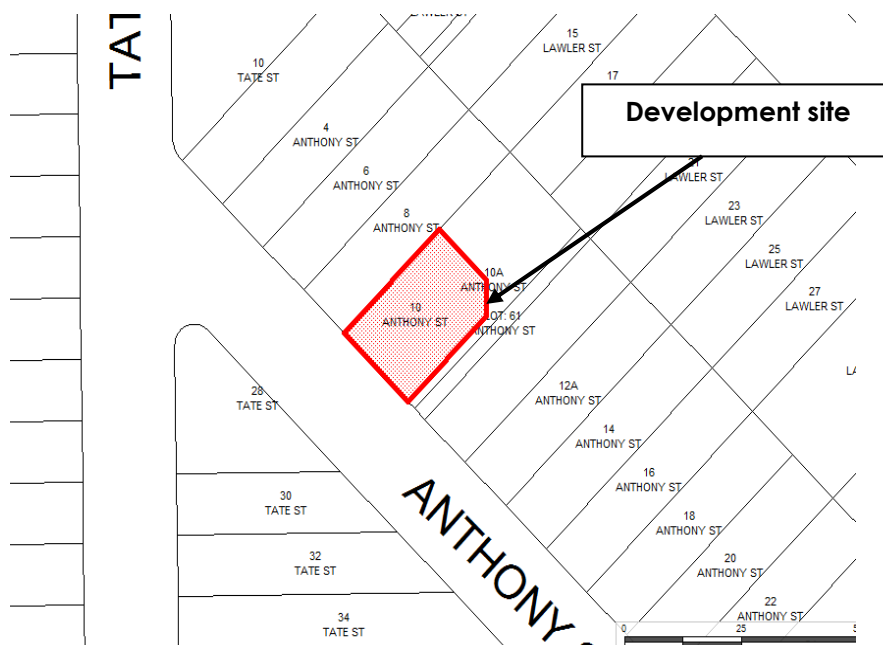 TAT
LAWLER ST
15
LAWLER ST
10
TATE ST
17
Development site
4
ANTHONY ST
6
ANTHONY ST
LAWLER ST
23
LAWLER ST
8
ANTHONY ST
25
LAWLER ST
10A
ANTHONY ST
27
LAWLER ST
10
ANTHONY ST
LOT: 61
ANTHONY ST
LA
12A
ANTHONY ST
28
TATE ST
14
ANTHONY ST
16
ANTHONY ST
ANTHONY
30
TATE ST
18
ANTHONY ST
32
TATE ST
20
ANTHONY ST
34
TATE ST
22
ANTHONY ST
0
25
5